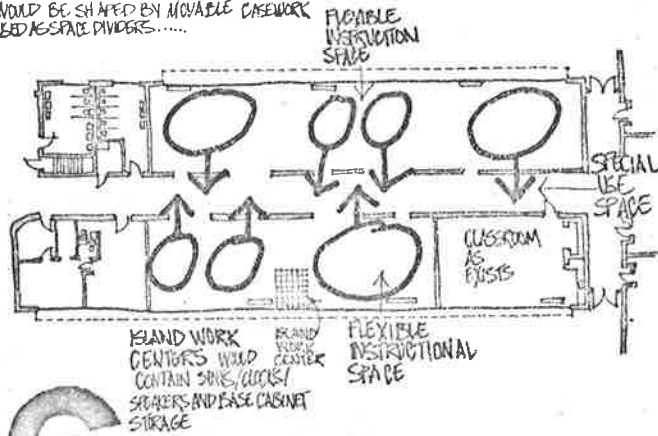 WOULD BE SHAPED BY MOVABLE CASEWORK
USED AS SPACE DIVIDERS......
FLEXIBLE
INSTRUCTION
SPACE
SPECIAL
USE
SPACE
CLASSROOM
AS
EXISTS
ISLAND WORK
CENTERS WOULD
CONTAIN SINKS/CLOCKS/
SPEAKERS AND BASE CABINET
STORAGE
ISLAND
WORK
CENTER
FLEXIBLE
INSTRUCTIONAL
SPACE
C